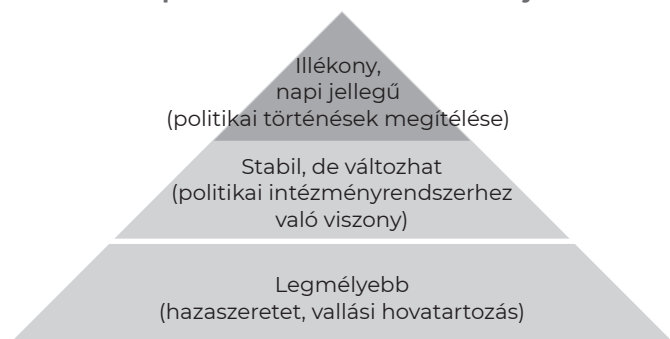 Illékony,
napi jellegű
(politikai történések megítélése)
Stabil, de változhat
(politikai intézményrendszerhez
való viszony)
Legmélyebb
(hazaszeretet, vallási hovatartozás)